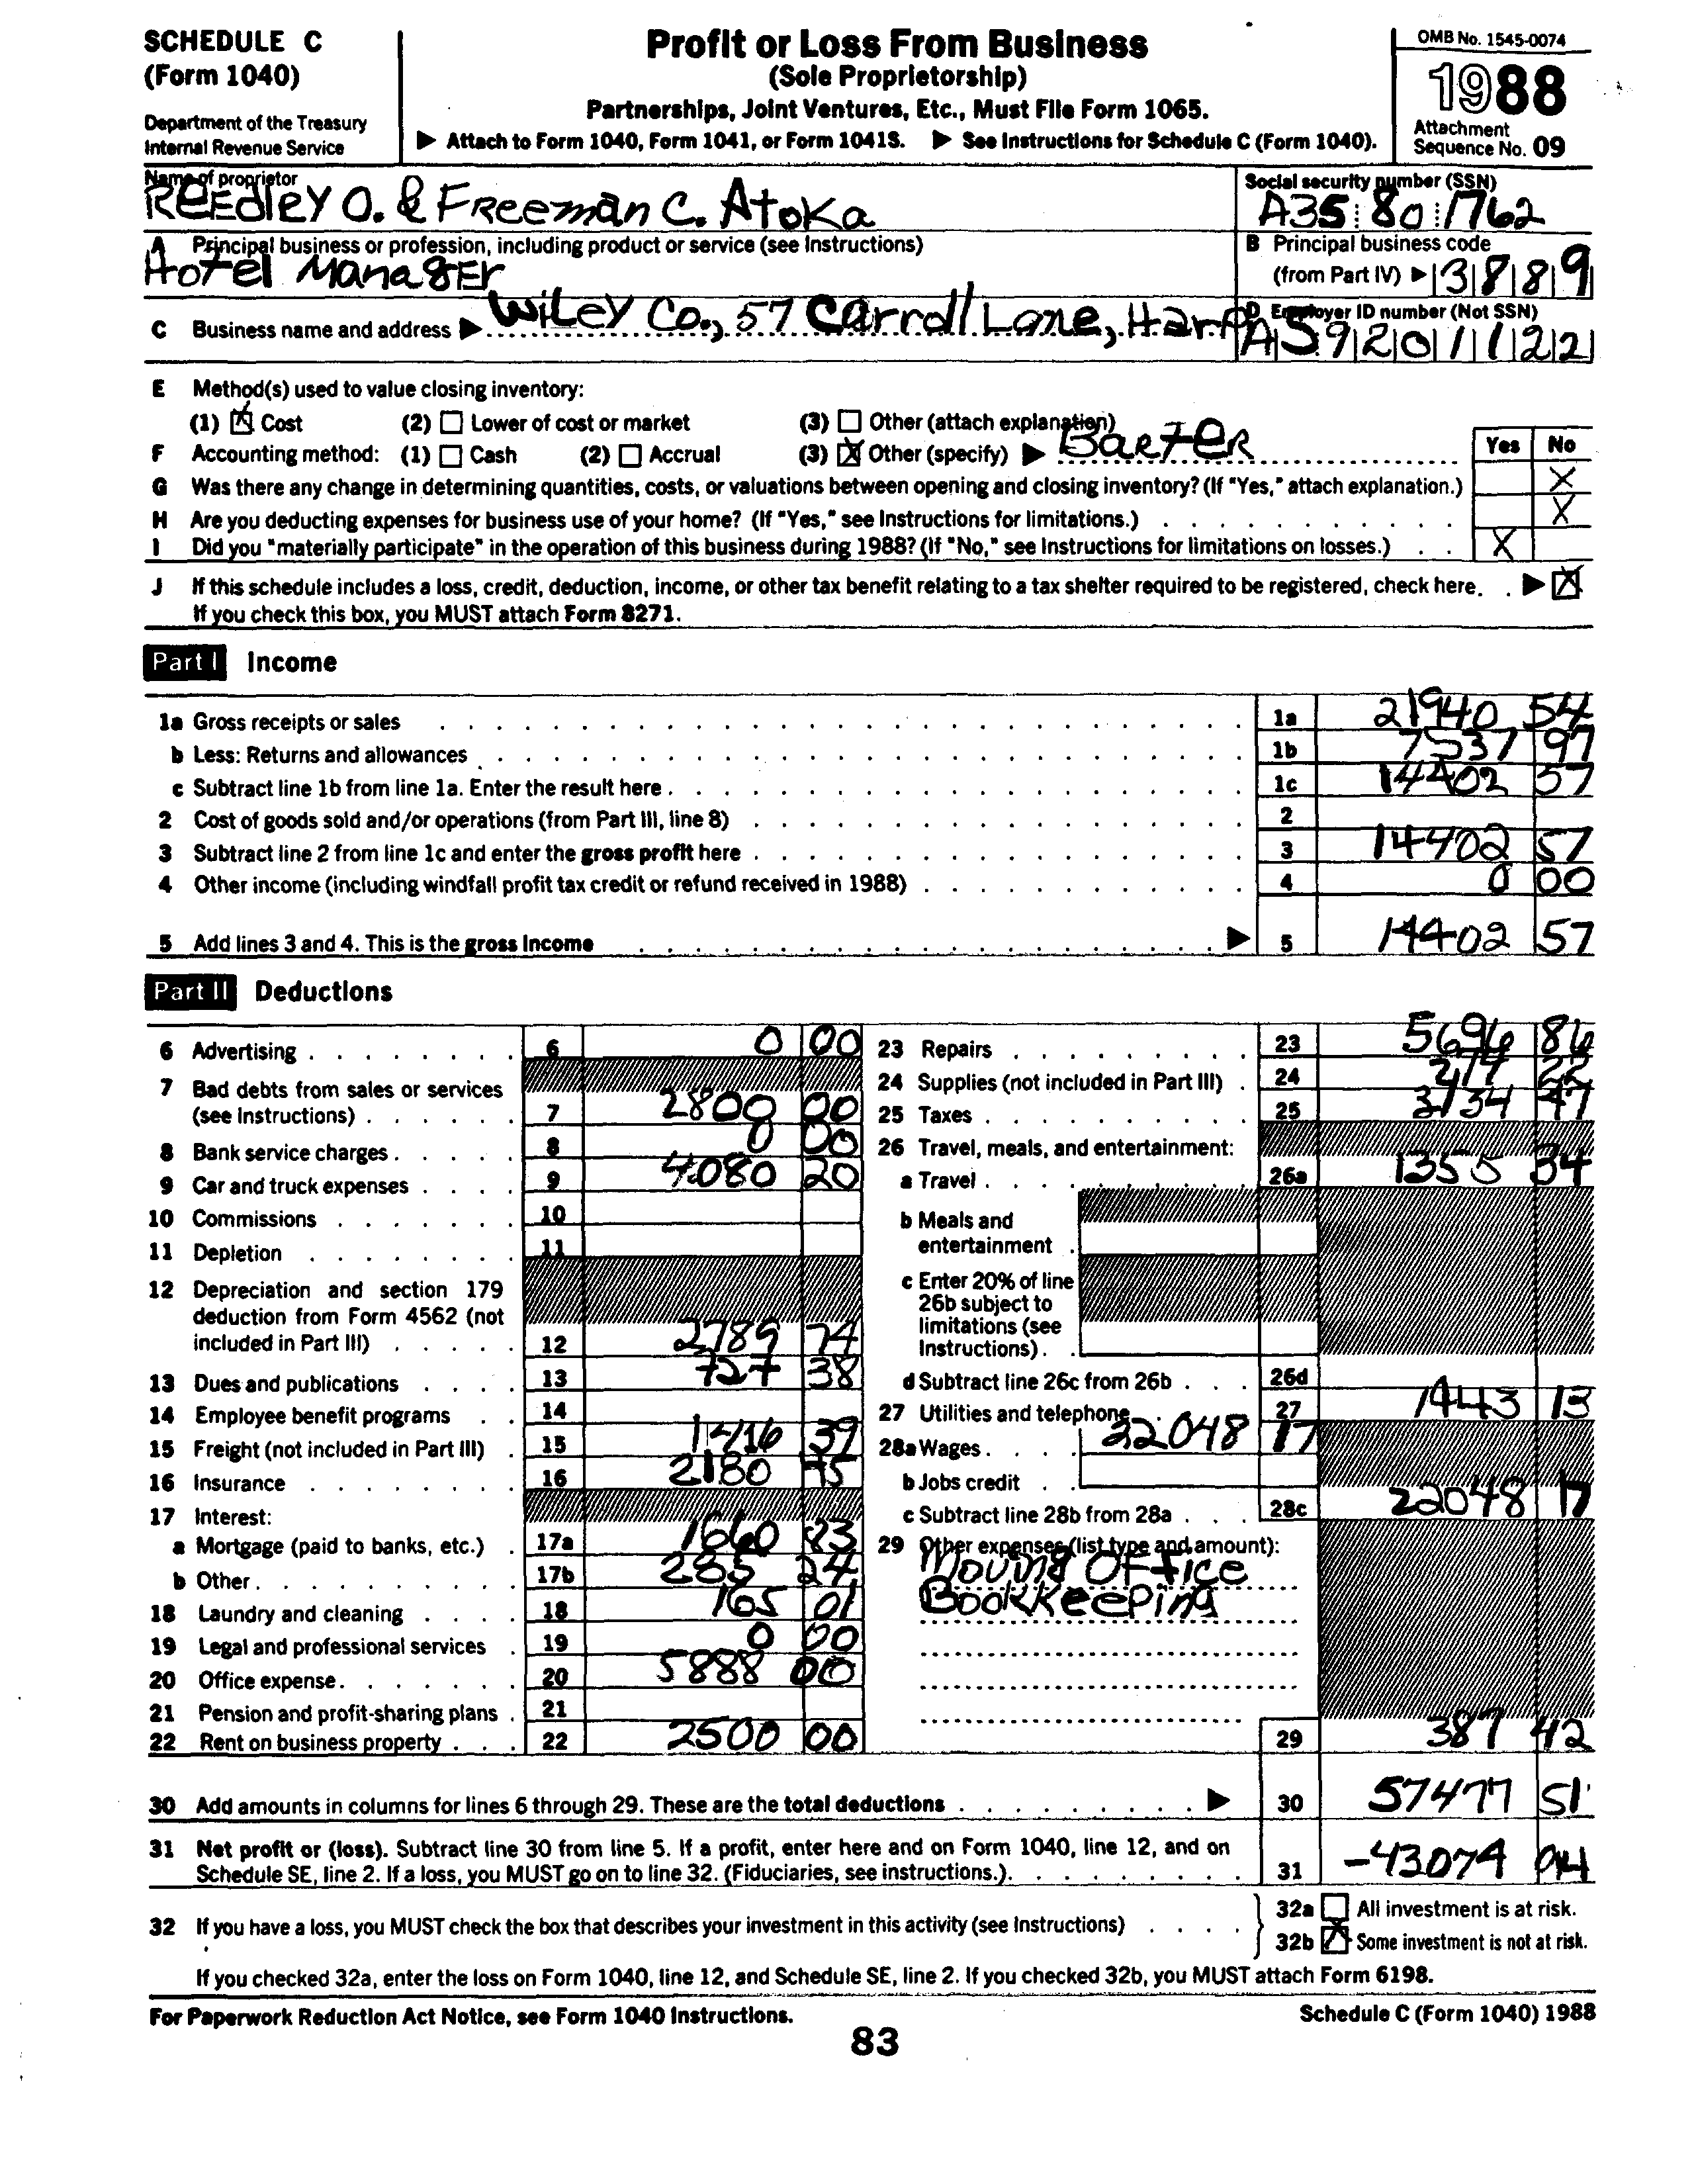 SCHEDULE C
(Form 1040)
Department of the Treasury
Internal Revenue Service
Profit or Loss From Business
(Sole Proprietorship)
Partnerships, Joint Ventures, Etc., Must File Form 1065.
▶ Attach to Form 1040, Form 1041, or Form 1041S. ▶ See Instructions for Schedule C (Form 1040).
OMB No. 1545-0074
1988
Attachment
Sequence No. 09
Name of proprietor
REEdlEY O. & FReeman C. AtoKa
Social security number (SSN)
A35 80 1762
A Principal business or profession, including product or service (see Instructions)
Hotel ManagEr
B Principal business code
(from Part IV) ▶ 3889
C Business name and address ▶ WiLEY Co., 57 Carroll Lane, Harp
D Employer ID number (Not SSN)
A59201122
E Method(s) used to value closing inventory:
(1) ☒ Cost (2) ☐ Lower of cost or market (3) ☐ Other (attach explanation)
F Accounting method: (1) ☐ Cash (2) ☐ Accrual (3) ☒ Other (specify) ▶ BarteR
Yes No
G Was there any change in determining quantities, costs, or valuations between opening and closing inventory? (If "Yes," attach explanation.) X
H Are you deducting expenses for business use of your home? (If "Yes," see Instructions for limitations.) X
I Did you "materially participate" in the operation of this business during 1988? (If "No," see Instructions for limitations on losses.) X
J If this schedule includes a loss, credit, deduction, income, or other tax benefit relating to a tax shelter required to be registered, check here. ▶ ☒
If you check this box, you MUST attach Form 8271.
Part I Income
1a Gross receipts or sales 1a 21940 54
b Less: Returns and allowances 1b 7537 97
c Subtract line 1b from line 1a. Enter the result here 1c 14402 57
2 Cost of goods sold and/or operations (from Part III, line 8) 2
3 Subtract line 2 from line 1c and enter the gross profit here 3 14402 57
4 Other income (including windfall profit tax credit or refund received in 1988) 4 0 00
5 Add lines 3 and 4. This is the gross income ▶ 5 14402 57
Part II Deductions
6 Advertising 6 0 00
7 Bad debts from sales or services
(see Instructions) 7 2800 00
8 Bank service charges 8 0 00
9 Car and truck expenses 9 4080 20
10 Commissions 10
11 Depletion 11
12 Depreciation and section 179
deduction from Form 4562 (not
included in Part III) 12 2789 74
13 Dues and publications 13 727 38
14 Employee benefit programs 14
15 Freight (not included in Part III) 15 1416 39
16 Insurance 16 2180
17 Interest:
a Mortgage (paid to banks, etc.) 17a 1660 83
b Other 17b 285 24
18 Laundry and cleaning 18 165 01
19 Legal and professional services 19 0 00
20 Office expense 20 5888 00
21 Pension and profit-sharing plans 21
22 Rent on business property 22 2500 00
23 Repairs 23 5696 86
24 Supplies (not included in Part III) 24
25 Taxes 25 3134 47
26 Travel, meals, and entertainment:
a Travel 26a 1355 34
b Meals and
entertainment
c Enter 20% of line
26b subject to
limitations (see
Instructions)
d Subtract line 26c from 26b 26d
27 Utilities and telephone 27 1443 13
28a Wages 22048 17
b Jobs credit
c Subtract line 28b from 28a 28c 22048 17
29 Other expenses (list type and amount):
Moving Office
BookKeeping
29 387 42
30 Add amounts in columns for lines 6 through 29. These are the total deductions ▶ 30 57477 51
31 Net profit or (loss). Subtract line 30 from line 5. If a profit, enter here and on Form 1040, line 12, and on
Schedule SE, line 2. If a loss, you MUST go on to line 32. (Fiduciaries, see instructions.) 31 -43074 94
32 If you have a loss, you MUST check the box that describes your investment in this activity (see Instructions)
32a ☐ All investment is at risk.
32b ☒ Some investment is not at risk.
If you checked 32a, enter the loss on Form 1040, line 12, and Schedule SE, line 2. If you checked 32b, you MUST attach Form 6198.
For Paperwork Reduction Act Notice, see Form 1040 Instructions.
Schedule C (Form 1040) 1988
83